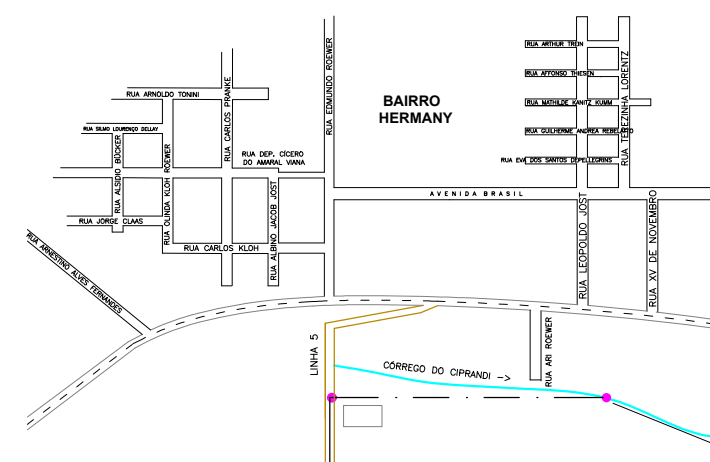 RUA ARTHUR TREIN
RUA AFFONSO THIESEN
RUA MATHILDE KANITZ KUMM
RUA GUILHERME ANDREA REBELATTO
RUA EVA DOS SANTOS DEPELLEGRINS
RUA TEREZINHA LORENTZ
BAIRRO
HERMANY
RUA EDMUNDO ROEWER
RUA CARLOS PRANKE
RUA ARNOLDO TONINI
RUA SILMO LOURENÇO DELLAY
RUA ALSIDIO BÜCKER
RUA OLINDA KLOH ROEWER
RUA DEP. CÍCERO
DO AMARAL VIANA
RUA ALBINO JACOB JOST
RUA JORGE CLAAS
RUA CARLOS KLOH
AVENIDA BRASIL
RUA LEOPOLDO JOST
RUA XV DE NOVEMBRO
RUA ARNESTINO ALVES FERNANDES
LINHA 5
CÓRREGO DO CIPRANDI ->
RUA ARI ROEWER